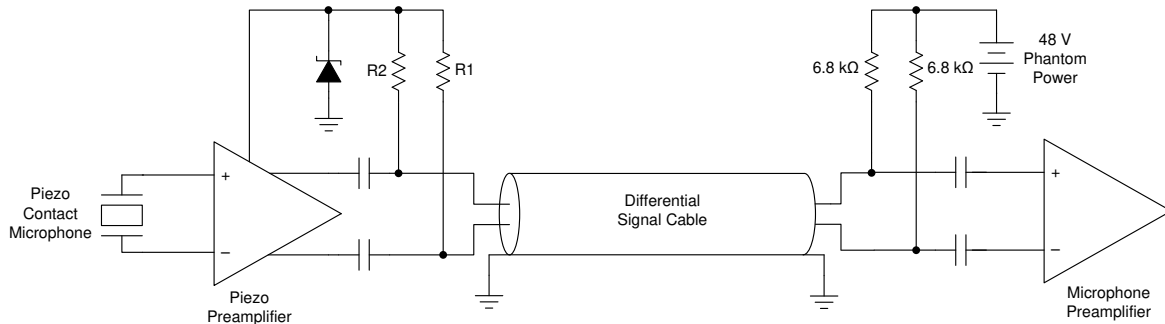 48 V
Phantom
Power
R2
R1
6.8 kΩ
6.8 kΩ
Piezo
Contact
Microphone
+
−
Differential
Signal Cable
+
−
Piezo
Preamplifier
Microphone
Preamplifier